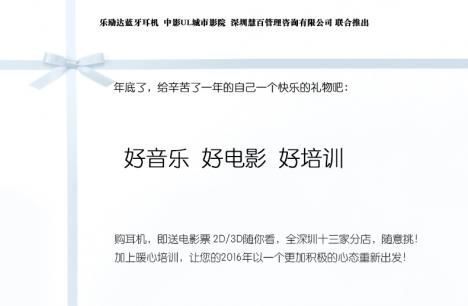 乐励达蓝牙耳机 中影UL城市影院 深圳慧百管理咨询有限公司 联合推出
年底了，给辛苦了一年的自己一个快乐的礼物吧：
好音乐 好电影 好培训
购耳机，即送电影票 2D/3D随你看，全深圳十三家分店，随意挑！
加上暖心培训，让您的2016年以一个更加积极的心态重新出发！